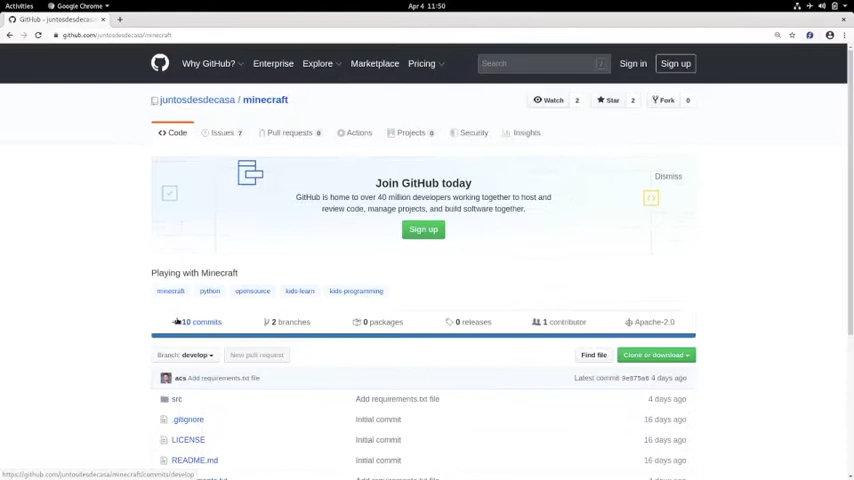 Activities Google Chrome Apr 4 11:50
GitHub - juntosdesdecasa
github.com/juntosdesdecasa/minecraft
Why GitHub? Enterprise Explore Marketplace Pricing Search / Sign in Sign up
juntosdesdecasa / minecraft Watch 2 Star 2 Fork 0
Code Issues 7 Pull requests 0 Actions Projects 0 Security Insights
Join GitHub today
Dismiss
GitHub is home to over 40 million developers working together to host and
review code, manage projects, and build software together.
Sign up
Playing with Minecraft
minecraft python opensource kids-learn kids-programming
10 commits 2 branches 0 packages 0 releases 1 contributor Apache-2.0
Branch: develop New pull request Find file Clone or download
acs Add requirements.txt file Latest commit 9e875a8 4 days ago
src Add requirements.txt file 4 days ago
.gitignore Initial commit 16 days ago
LICENSE Initial commit 16 days ago
README.md Initial commit 16 days ago
https://github.com/juntosdesdecasa/minecraft/commits/develop